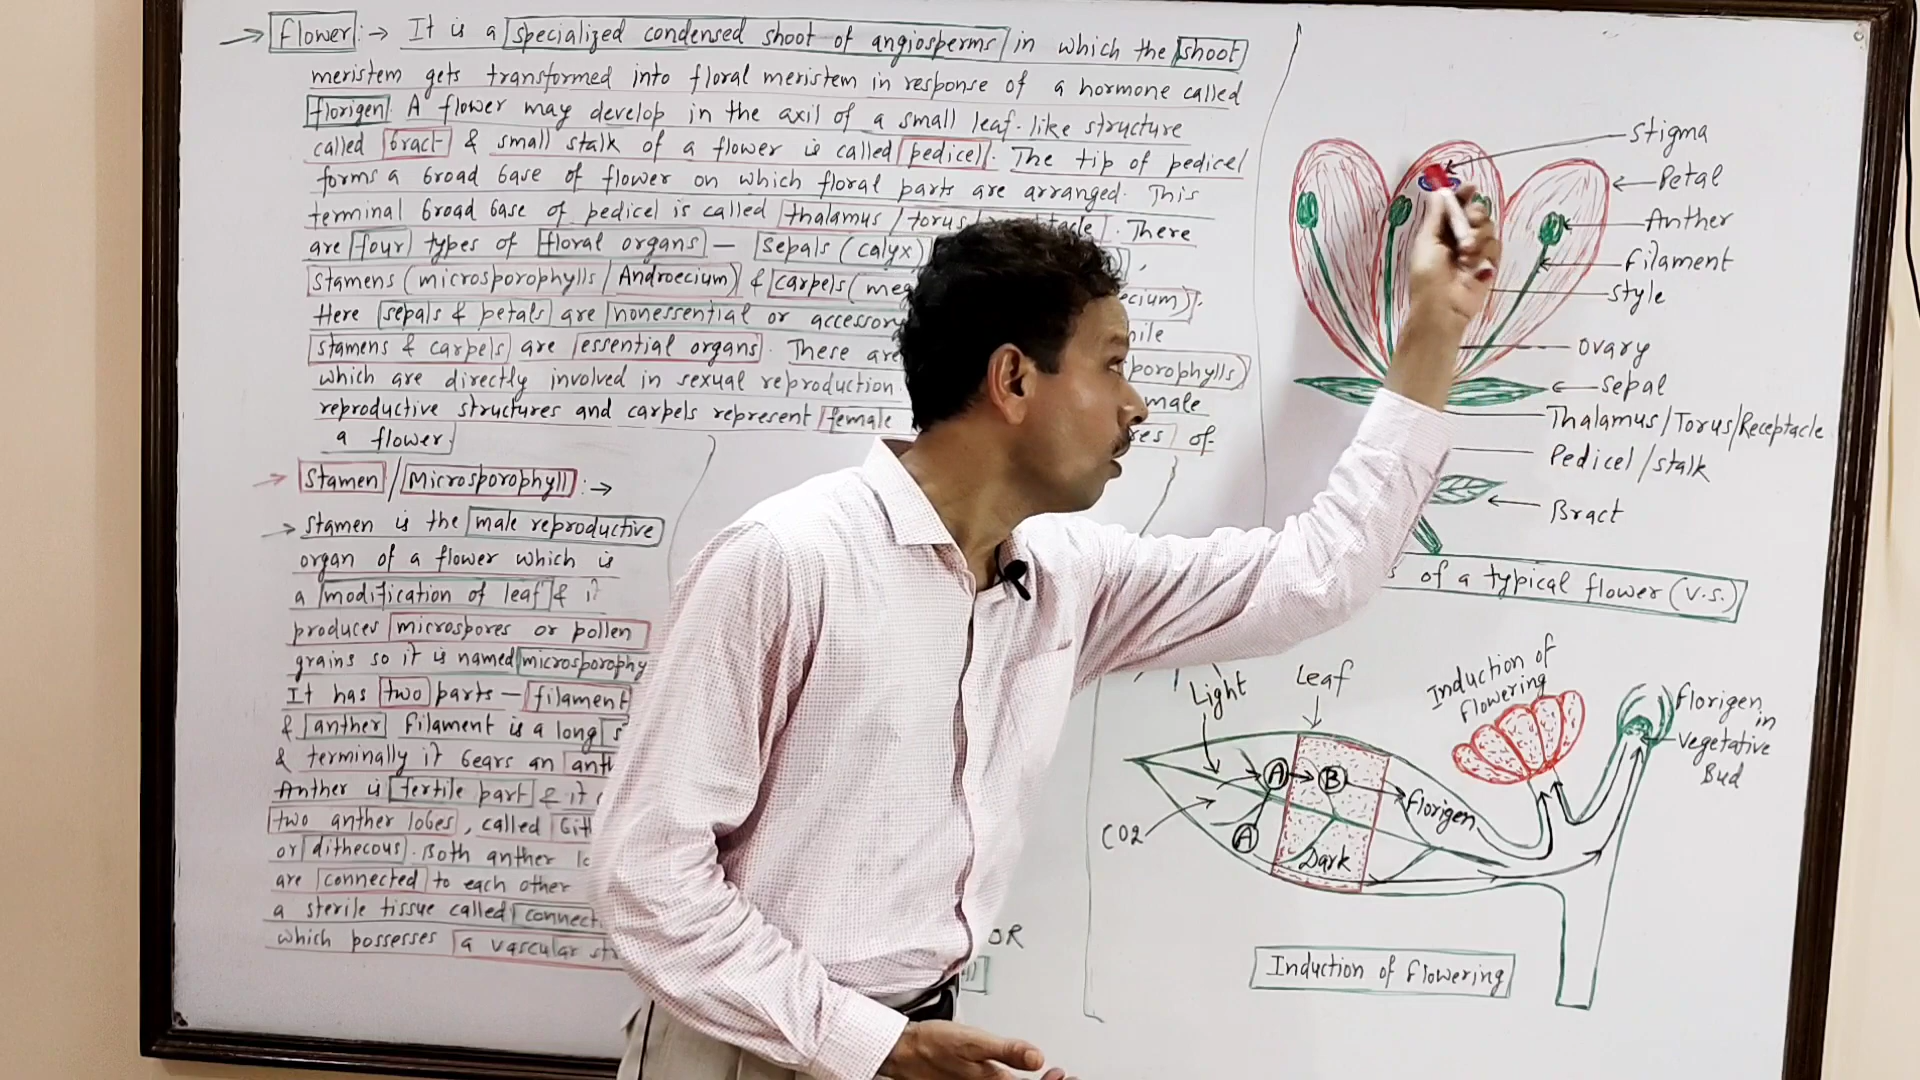 → Flower :→ It is a specialized condensed shoot of angiosperms in which the shoot
meristem gets transformed into floral meristem in response of a hormone called
florigen. A flower may develop in the axil of a small leaf-like structure
called bract & small stalk of a flower is called pedicel. The tip of pedicel
forms a broad base of flower on which floral parts are arranged. This
terminal broad base of pedicel is called thalamus / torus / There
are four types of floral organs – Sepals (calyx)
Stamens (microsporophylls / Androecium) & carpels (
Here sepals & petals are nonessential or accessory
stamens & carpels are essential organs. These are
which are directly involved in sexual reproduction. male
reproductive structures and carpels represent female of
a flower.
→ Stamen / Microsporophyll :→
→ Stamen is the male reproductive
organ of a flower which is
a modification of leaf &
produces microspores or pollen
grains so it is named microsporophy
It has two parts – filament
& anther Filament is a long
& terminally it bears an
Anther is fertile part &
two anther lobes, called
or dithecous. Both anther
are connected to each other
a sterile tissue called
which possesses a vascular
OR
Stigma
Petal
Anther
Filament
Style
Ovary
Sepal
Thalamus/Torus/Receptacle
Pedicel / stalk
Bract
of a typical flower (V.S.)
Light
Leaf
Induction of
flowering
Florigen
in
Vegetative
Bud
A
B
Florigen
CO2
A
Dark
Induction of flowering